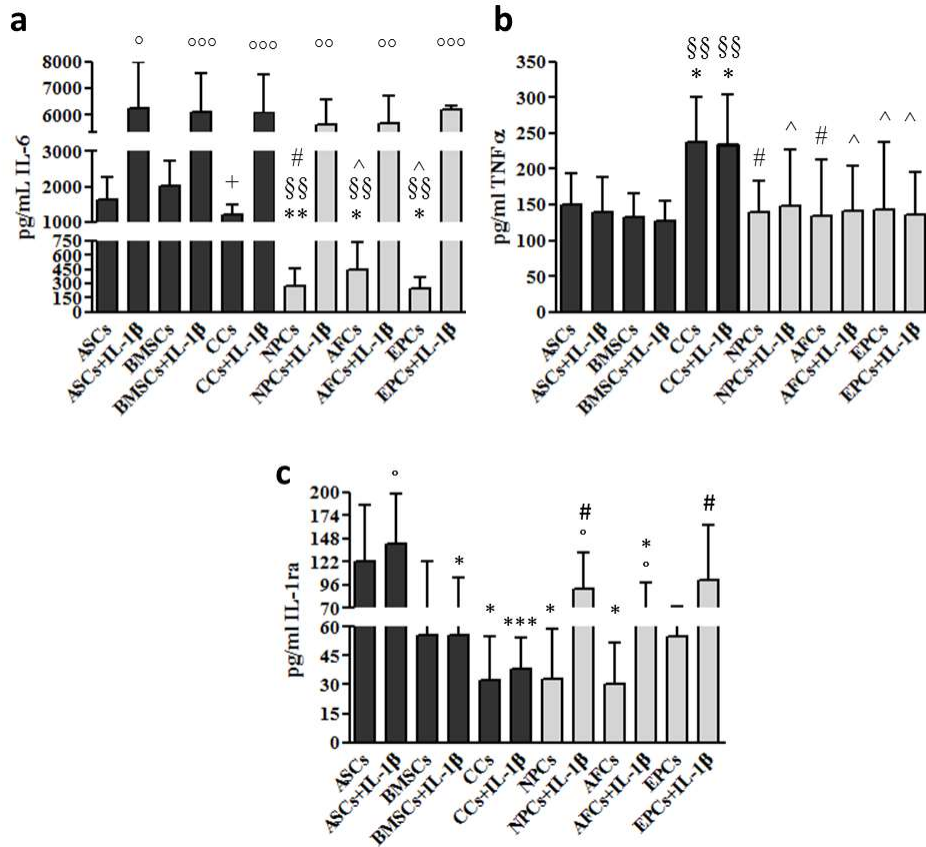 a
° °°° °°° °° °° °°°
8000
7000
6000
3000
2000
1000
750
600
450
300
150
0
pg/mL IL-6
+
#
§§
**
^
§§
*
^
§§
*
ASCs
ASCs+IL-1β
BMSCs
BMSCs+IL-1β
CCs
CCs+IL-1β
NPCs
NPCs+IL-1β
AFCs
AFCs+IL-1β
EPCs
EPCs+IL-1β
b
350
300
250
200
150
100
50
0
pg/ml TNFα
§§ §§
* *
# ^ # ^ ^ ^
ASCs
ASCs+IL-1β
BMSCs
BMSCs+IL-1β
CCs
CCs+IL-1β
NPCs
NPCs+IL-1β
AFCs
AFCs+IL-1β
EPCs
EPCs+IL-1β
c
200
174
148
122
96
70
60
45
30
15
0
pg/ml IL-1ra
°
*
*
***
*
#
°
*
*
°
#
ASCs
ASCs+IL-1β
BMSCs
BMSCs+IL-1β
CCs
CCs+IL-1β
NPCs
NPCs+IL-1β
AFCs
AFCs+IL-1β
EPCs
EPCs+IL-1β